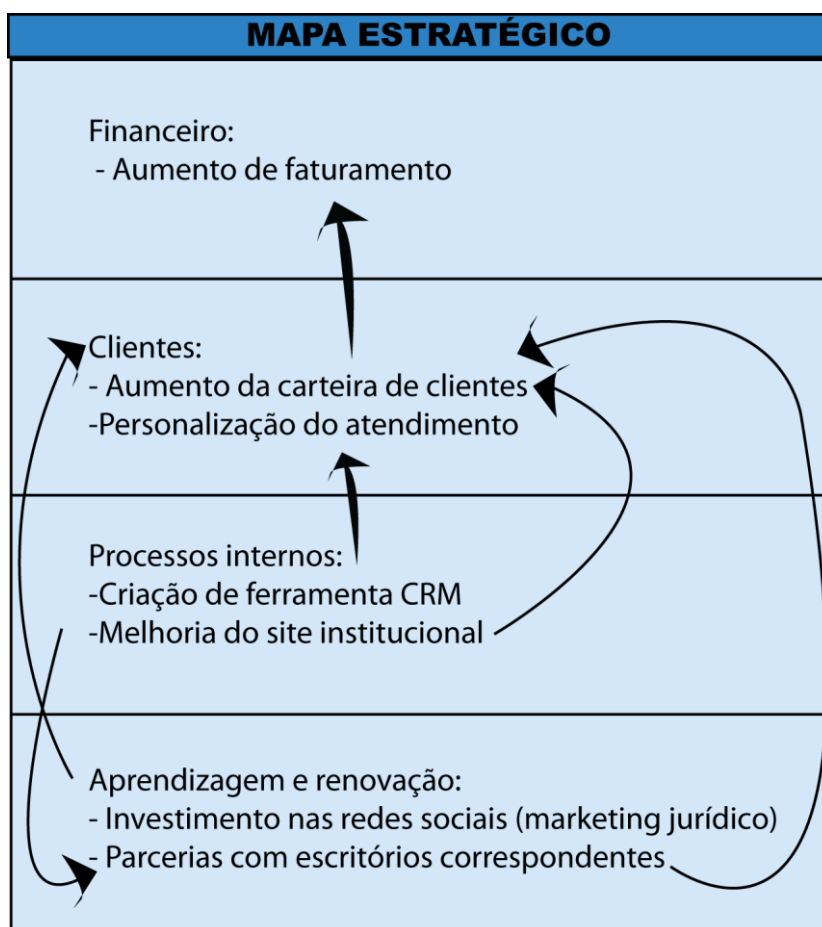 MAPA ESTRATÉGICO
Financeiro:
- Aumento de faturamento
Clientes:
- Aumento da carteira de clientes
-Personalização do atendimento
Processos internos:
-Criação de ferramenta CRM
-Melhoria do site institucional
Aprendizagem e renovação:
- Investimento nas redes sociais (marketing jurídico)
- Parcerias com escritórios correspondentes